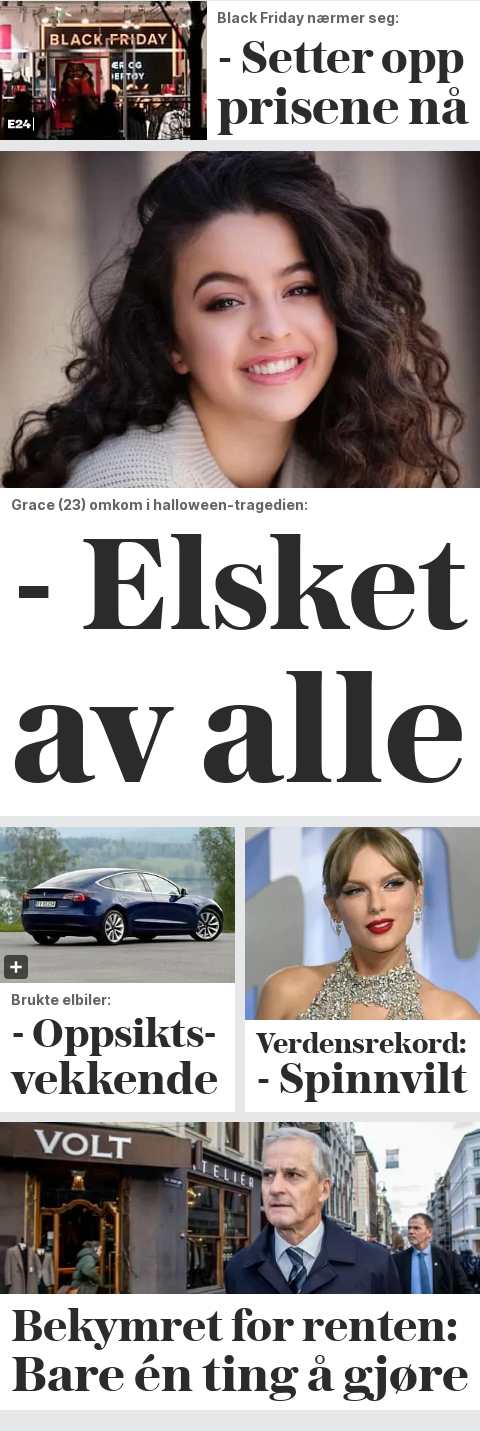 BLACK FRIDAY
E24
Black Friday nærmer seg:
- Setter opp
prisene nå
Grace (23) omkom i halloween-tragedien:
- Elsket
av alle
Brukte elbiler:
- Oppsikts-
vekkende
Verdensrekord:
- Spinnvilt
VOLT
TELIÉR
Bekymret for renten:
Bare én ting å gjøre